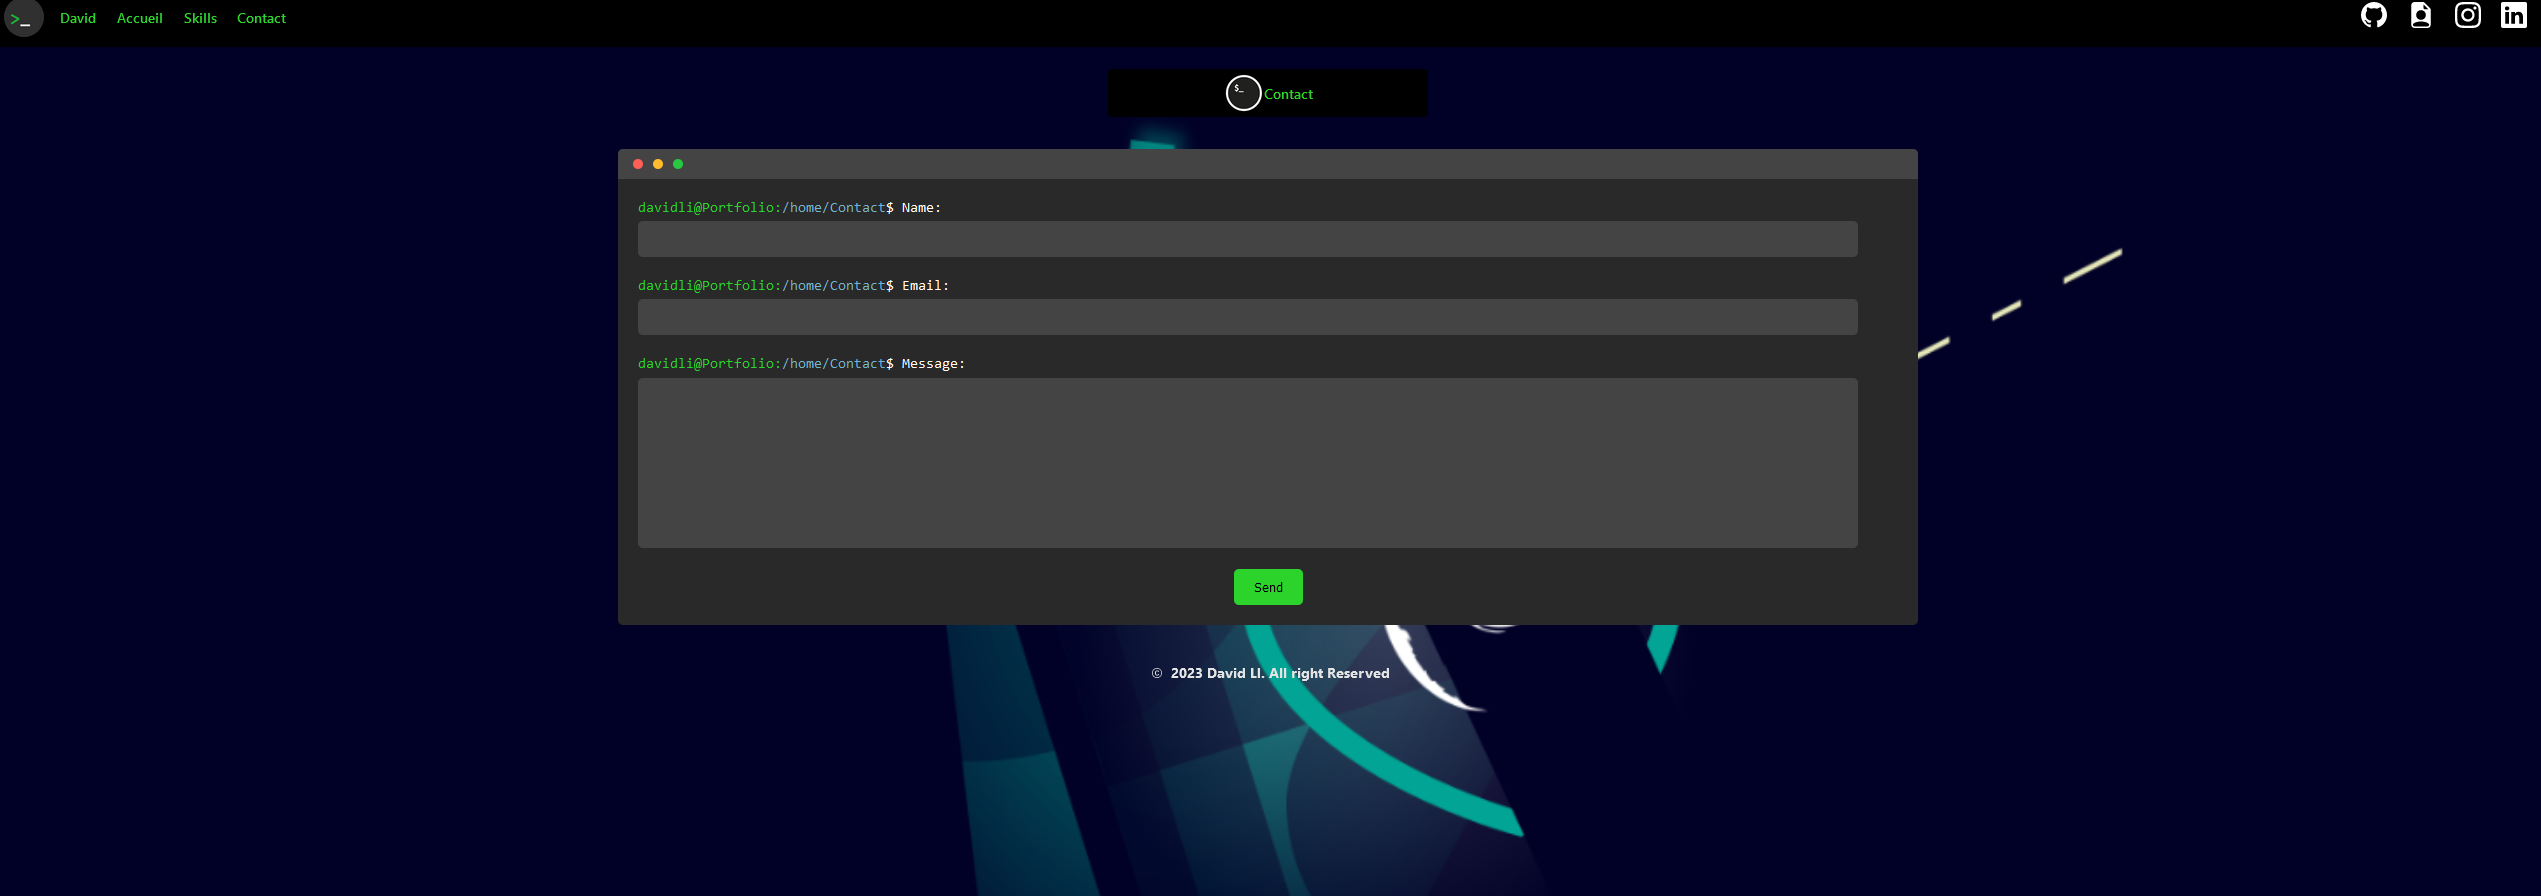 >_ David Accueil Skills Contact
$_ Contact
davidli@Portfolio:/home/Contact$ Name:
davidli@Portfolio:/home/Contact$ Email:
davidli@Portfolio:/home/Contact$ Message:
Send
© 2023 David LI. All right Reserved